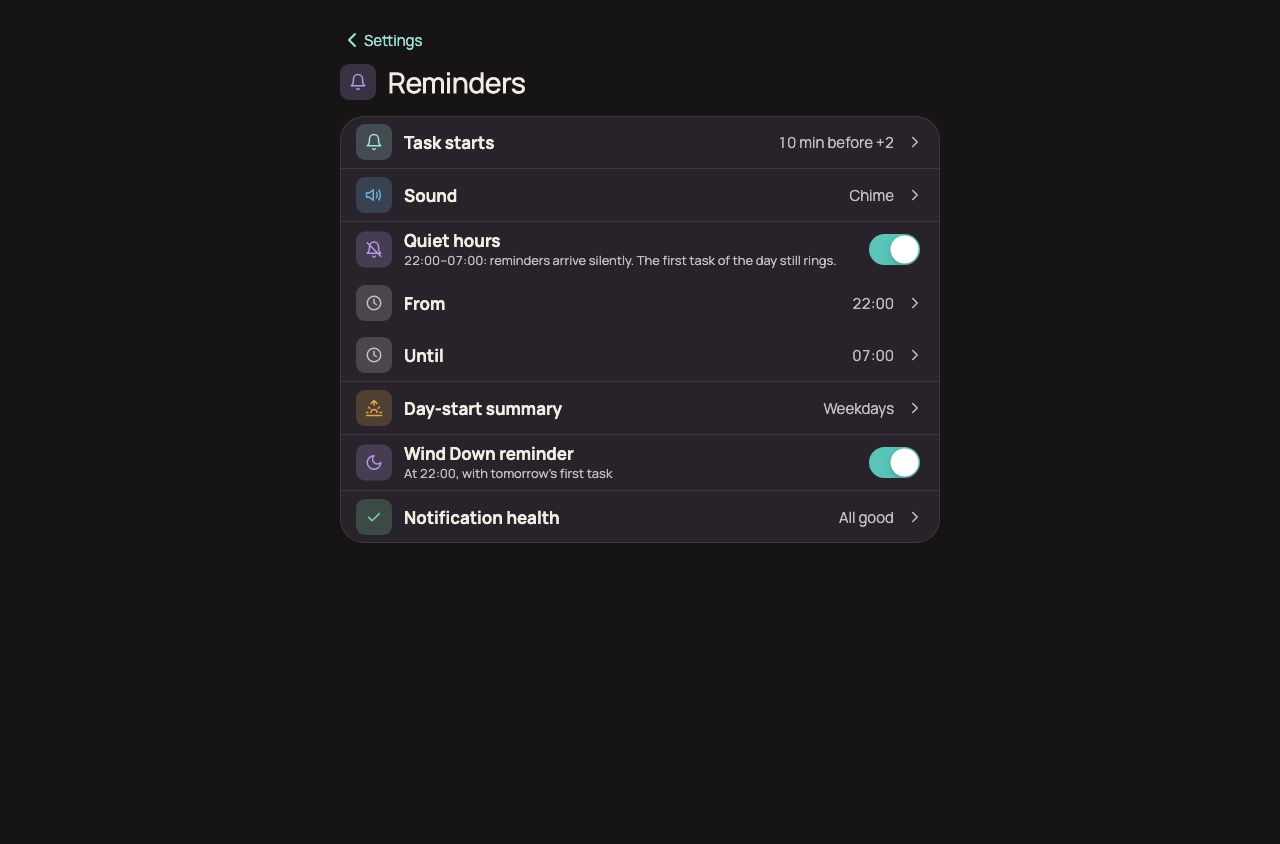 Settings
Reminders
Task starts 10 min before +2
Sound Chime
Quiet hours
22:00–07:00: reminders arrive silently. The first task of the day still rings.
From 22:00
Until 07:00
Day-start summary Weekdays
Wind Down reminder
At 22:00, with tomorrow's first task
Notification health All good